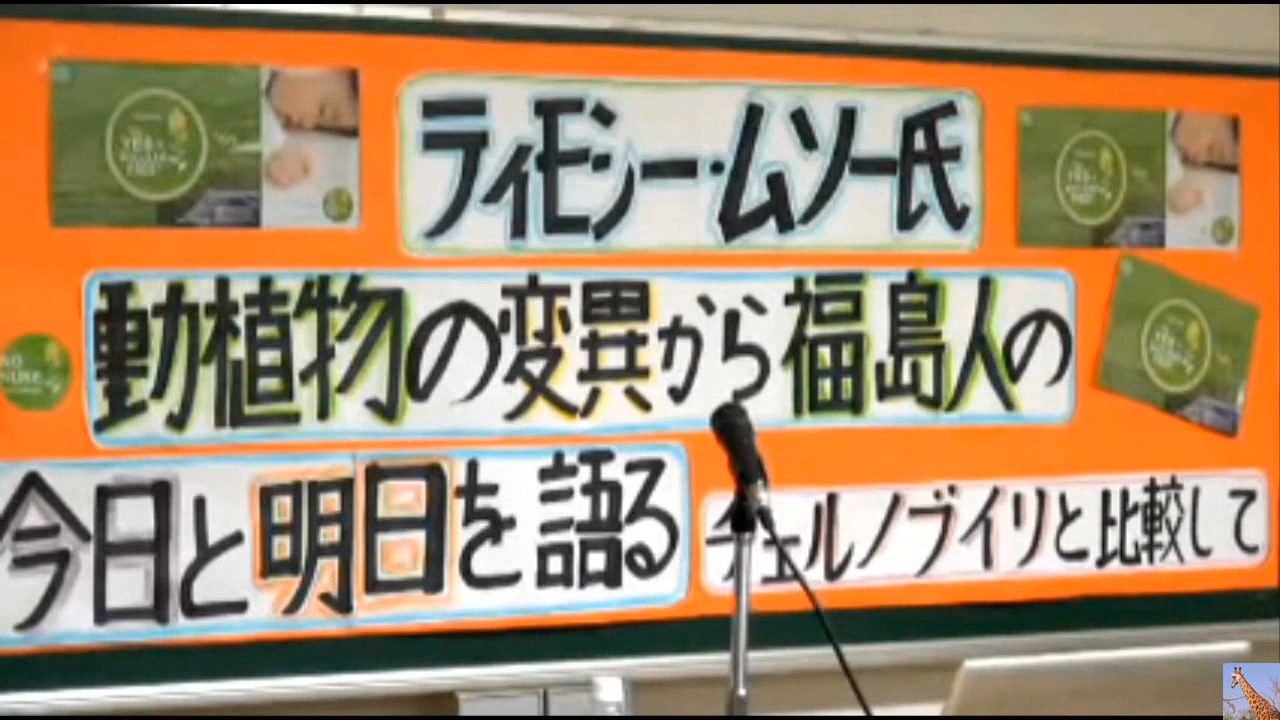 ティモシー・ムソー氏
動植物の変異から福島人の
今日と明日を語る
チェルノブイリと比較して